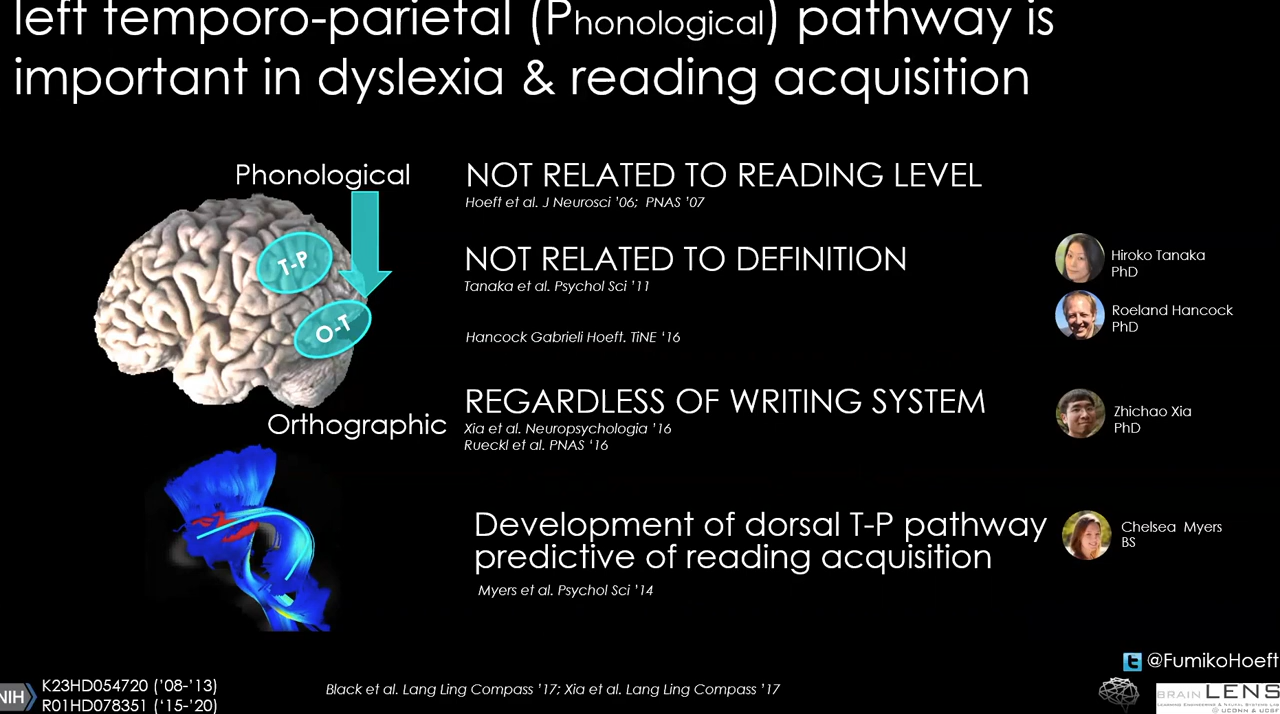 left temporo-parietal (Phonological) pathway is
important in dyslexia & reading acquisition
Phonological
T-P
O-T
Orthographic
NOT RELATED TO READING LEVEL
Hoeft et al. J Neurosci '06; PNAS '07
NOT RELATED TO DEFINITION
Tanaka et al. Psychol Sci '11
Hancock Gabrieli Hoeft. TiNE '16
Hiroko Tanaka
PhD
Roeland Hancock
PhD
REGARDLESS OF WRITING SYSTEM
Xia et al. Neuropsychologia '16
Rueckl et al. PNAS '16
Zhichao Xia
PhD
Development of dorsal T-P pathway
predictive of reading acquisition
Myers et al. Psychol Sci '14
Chelsea Myers
BS
@FumikoHoeft
NIH
K23HD054720 ('08-'13)
R01HD078351 ('15-'20)
Black et al. Lang Ling Compass '17; Xia et al. Lang Ling Compass '17
BRAIN LENS
@ UCONN & UCSF